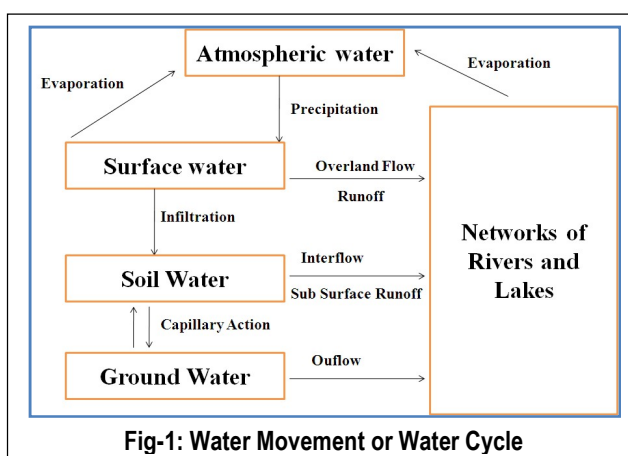 Atmospheric water
Evaporation
Evaporation
Precipitation
Surface water
Overland Flow
Runoff
Infiltration
Networks of
Rivers and
Lakes
Soil Water
Interflow
Sub Surface Runoff
Capillary Action
Ground Water
Ouflow
Fig-1: Water Movement or Water Cycle